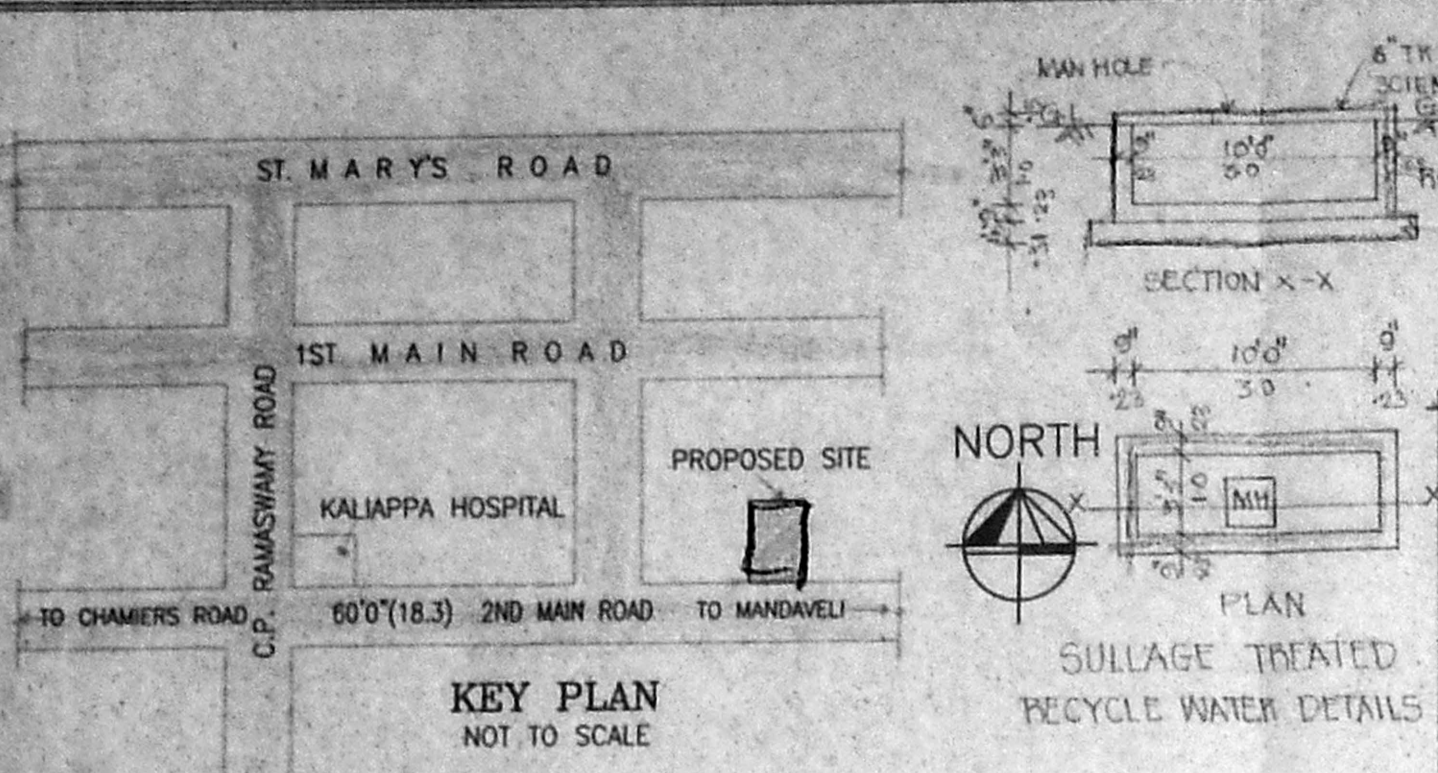 ST. MARY'S ROAD
1ST. MAIN ROAD
C.P. RAMASWAMY ROAD
PROPOSED SITE
KALIAPPA HOSPITAL
TO CHAMIERS ROAD
60'0"(18.3) 2ND MAIN ROAD TO MANDAVELI
KEY PLAN
NOT TO SCALE
NORTH
MAN HOLE
10'0"
3.0
SECTION X-X
9" 10'0" 9"
.23 3.0 .23
X MH X
1.0
PLAN
SULLAGE TREATED
RECYCLE WATER DETAILS